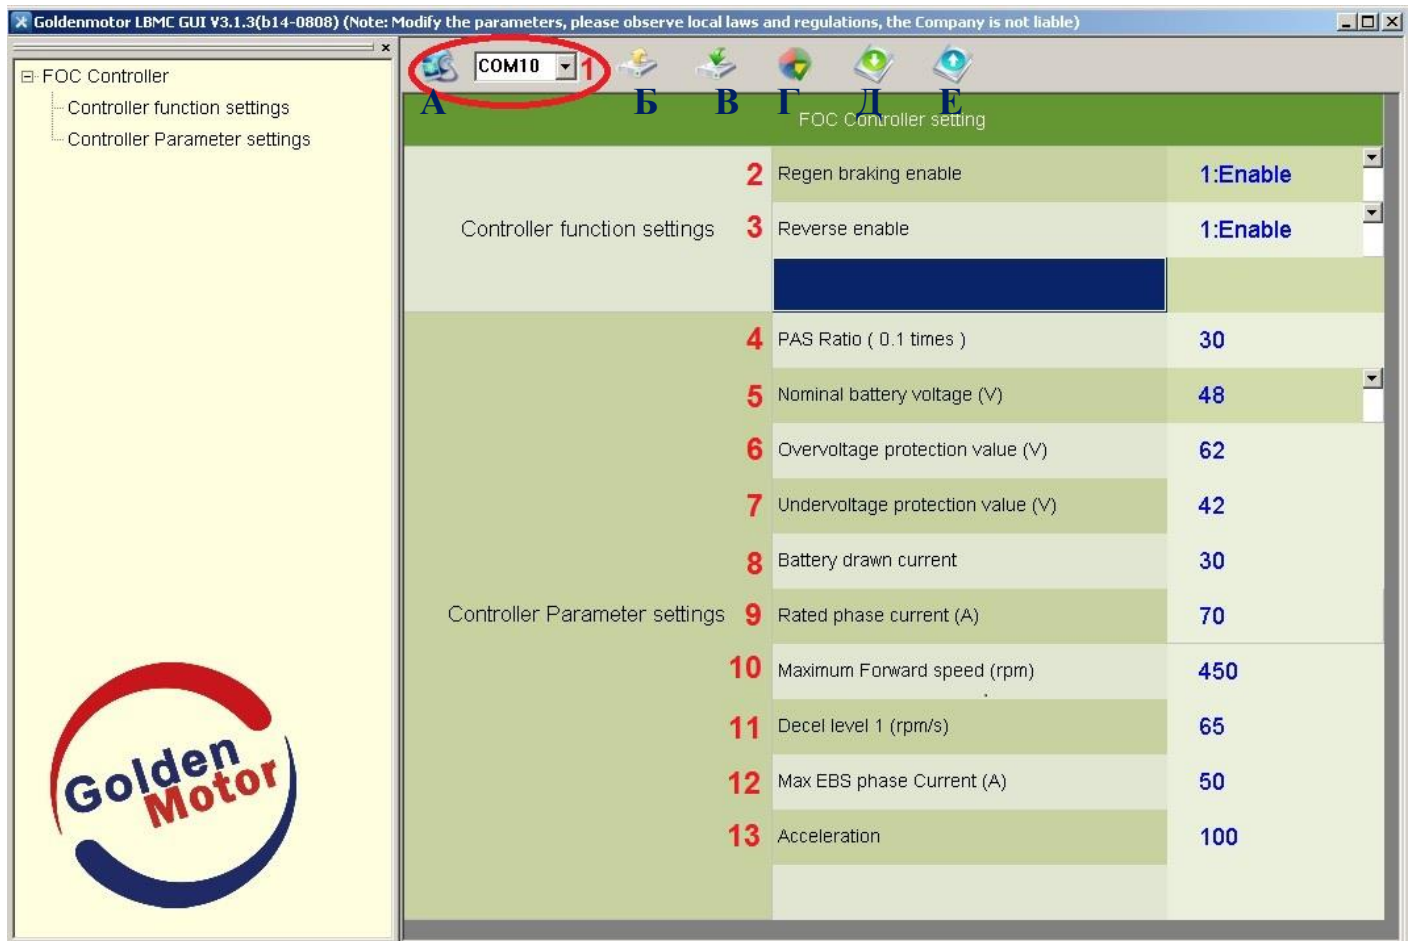 Goldenmotor LBMC GUI V3.1.3(b14-0808) (Note: Modify the parameters, please observe local laws and regulations, the Company is not liable)
FOC Controller
Controller function settings
Controller Parameter settings
COM10 1
А Б В Г Д Е
FOC Controller setting
Controller function settings
2 Regen braking enable 1:Enable
3 Reverse enable 1:Enable
Controller Parameter settings
4 PAS Ratio ( 0.1 times ) 30
5 Nominal battery voltage (V) 48
6 Overvoltage protection value (V) 62
7 Undervoltage protection value (V) 42
8 Battery drawn current 30
9 Rated phase current (A) 70
10 Maximum Forward speed (rpm) 450
11 Decel level 1 (rpm/s) 65
12 Max EBS phase Current (A) 50
13 Acceleration 100
Golden
Motor